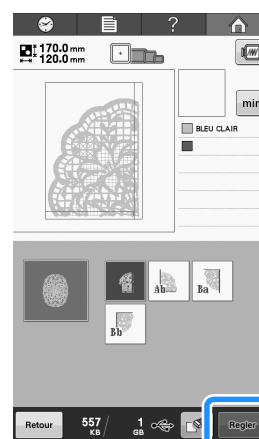 ?
170.0 mm
120.0 mm
min
BLEU CLAIR
Ab
Ba
Bb
Retour
557 KB / 1 GB
Regler